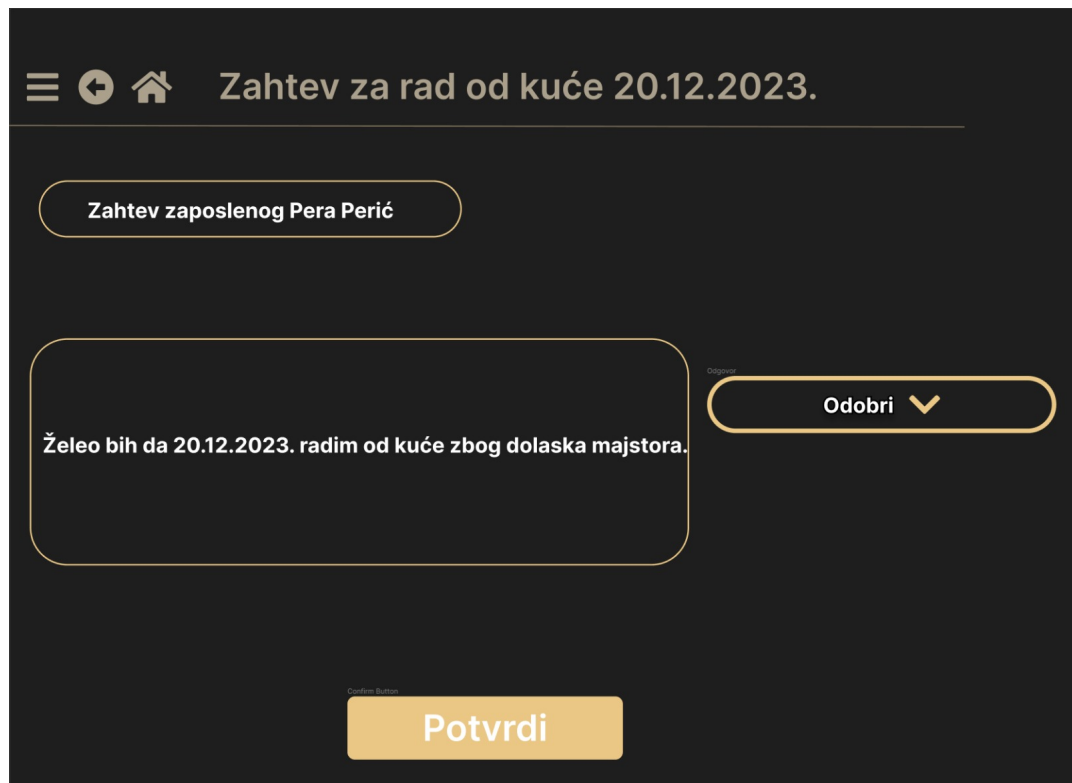 Zahtev za rad od kuće 20.12.2023.
Zahtev zaposlenog Pera Perić
Želeo bih da 20.12.2023. radim od kuće zbog dolaska majstora.
Odgovor
Odobri
Confirm Button
Potvrdi